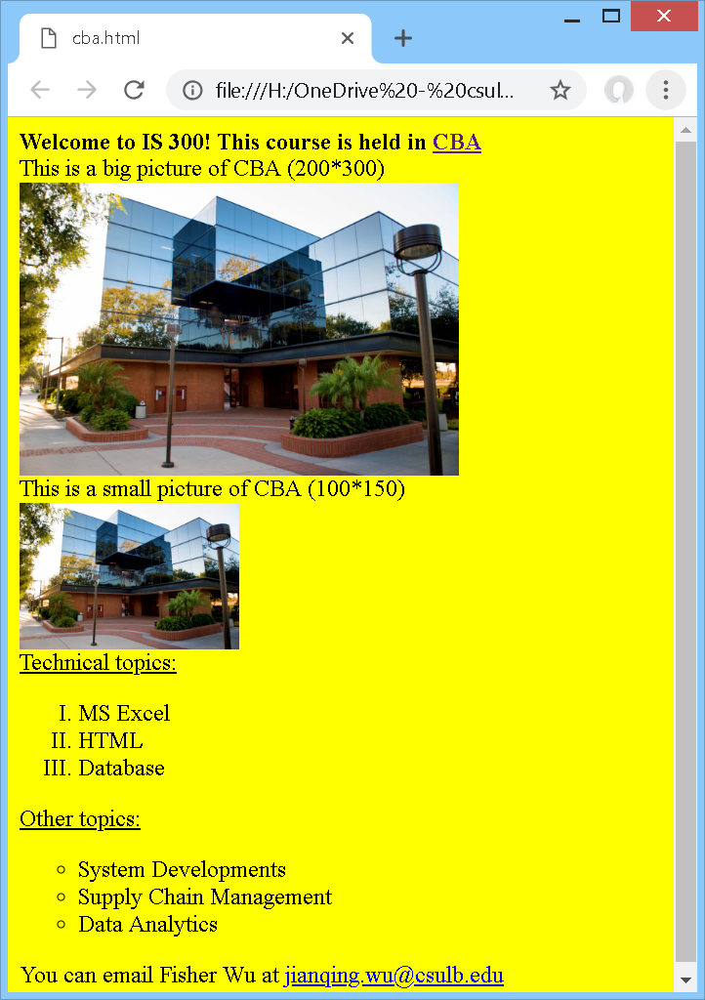 cba.html
file:///H:/OneDrive%20-%20csul...
Welcome to IS 300! This course is held in CBA
This is a big picture of CBA (200*300)
This is a small picture of CBA (100*150)
Technical topics:
I. MS Excel
II. HTML
III. Database
Other topics:
System Developments
Supply Chain Management
Data Analytics
You can email Fisher Wu at jianqing.wu@csulb.edu